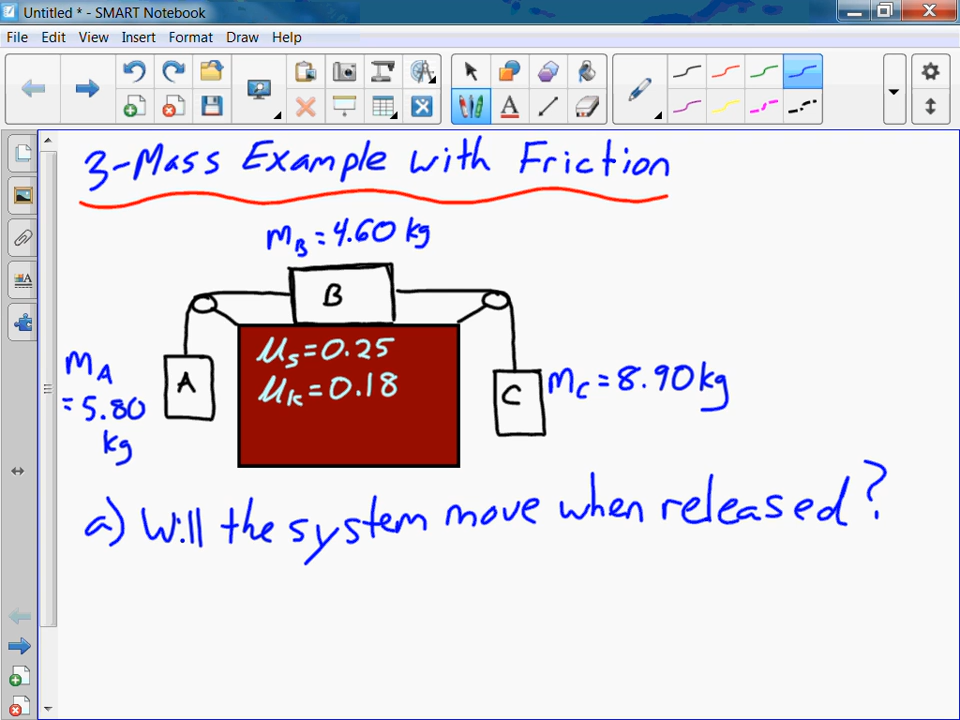 Untitled * - SMART Notebook
File Edit View Insert Format Draw Help
3-Mass Example with Friction
mB = 4.60 kg
B
μs = 0.25
μk = 0.18
mA
= 5.80
kg
A
C
mC = 8.90 kg
a) Will the system move when released?